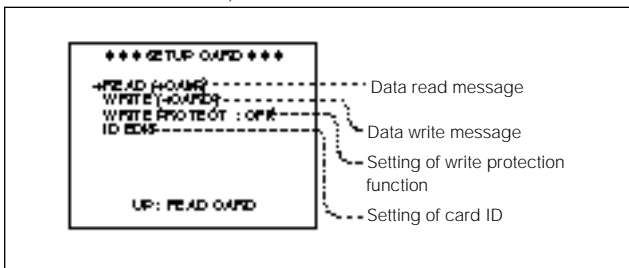 ♦♦♦ SETUP CARD ♦♦♦
→READ (→CAM)
WRITE (→CARD)
WRITE PROTECT : OFF
ID EDIT
UP : READ CARD
Data read message
Data write message
Setting of write protection
function
Setting of card ID